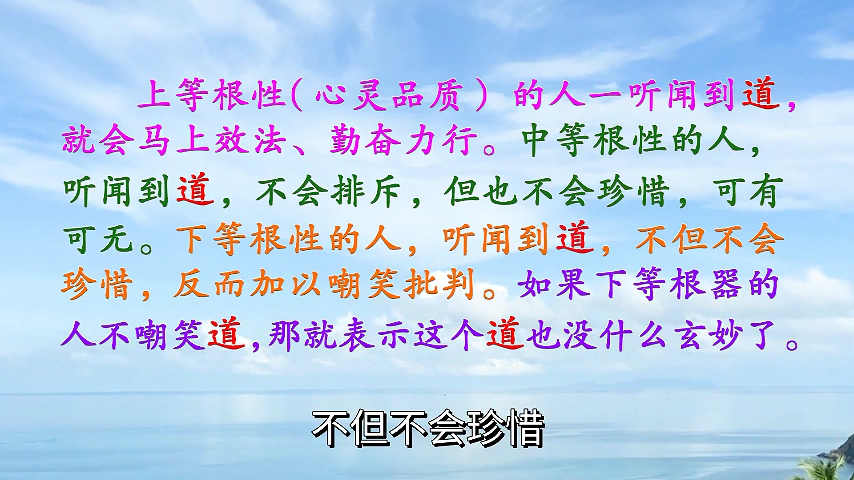 上等根性(心灵品质)的人一听闻到道,
就会马上效法、勤奋力行。中等根性的人,
听闻到道,不会排斥,但也不会珍惜,可有
可无。下等根性的人,听闻到道,不但不会
珍惜,反而加以嘲笑批判。如果下等根器的
人不嘲笑道,那就表示这个道也没什么玄妙了。
不但不会珍惜